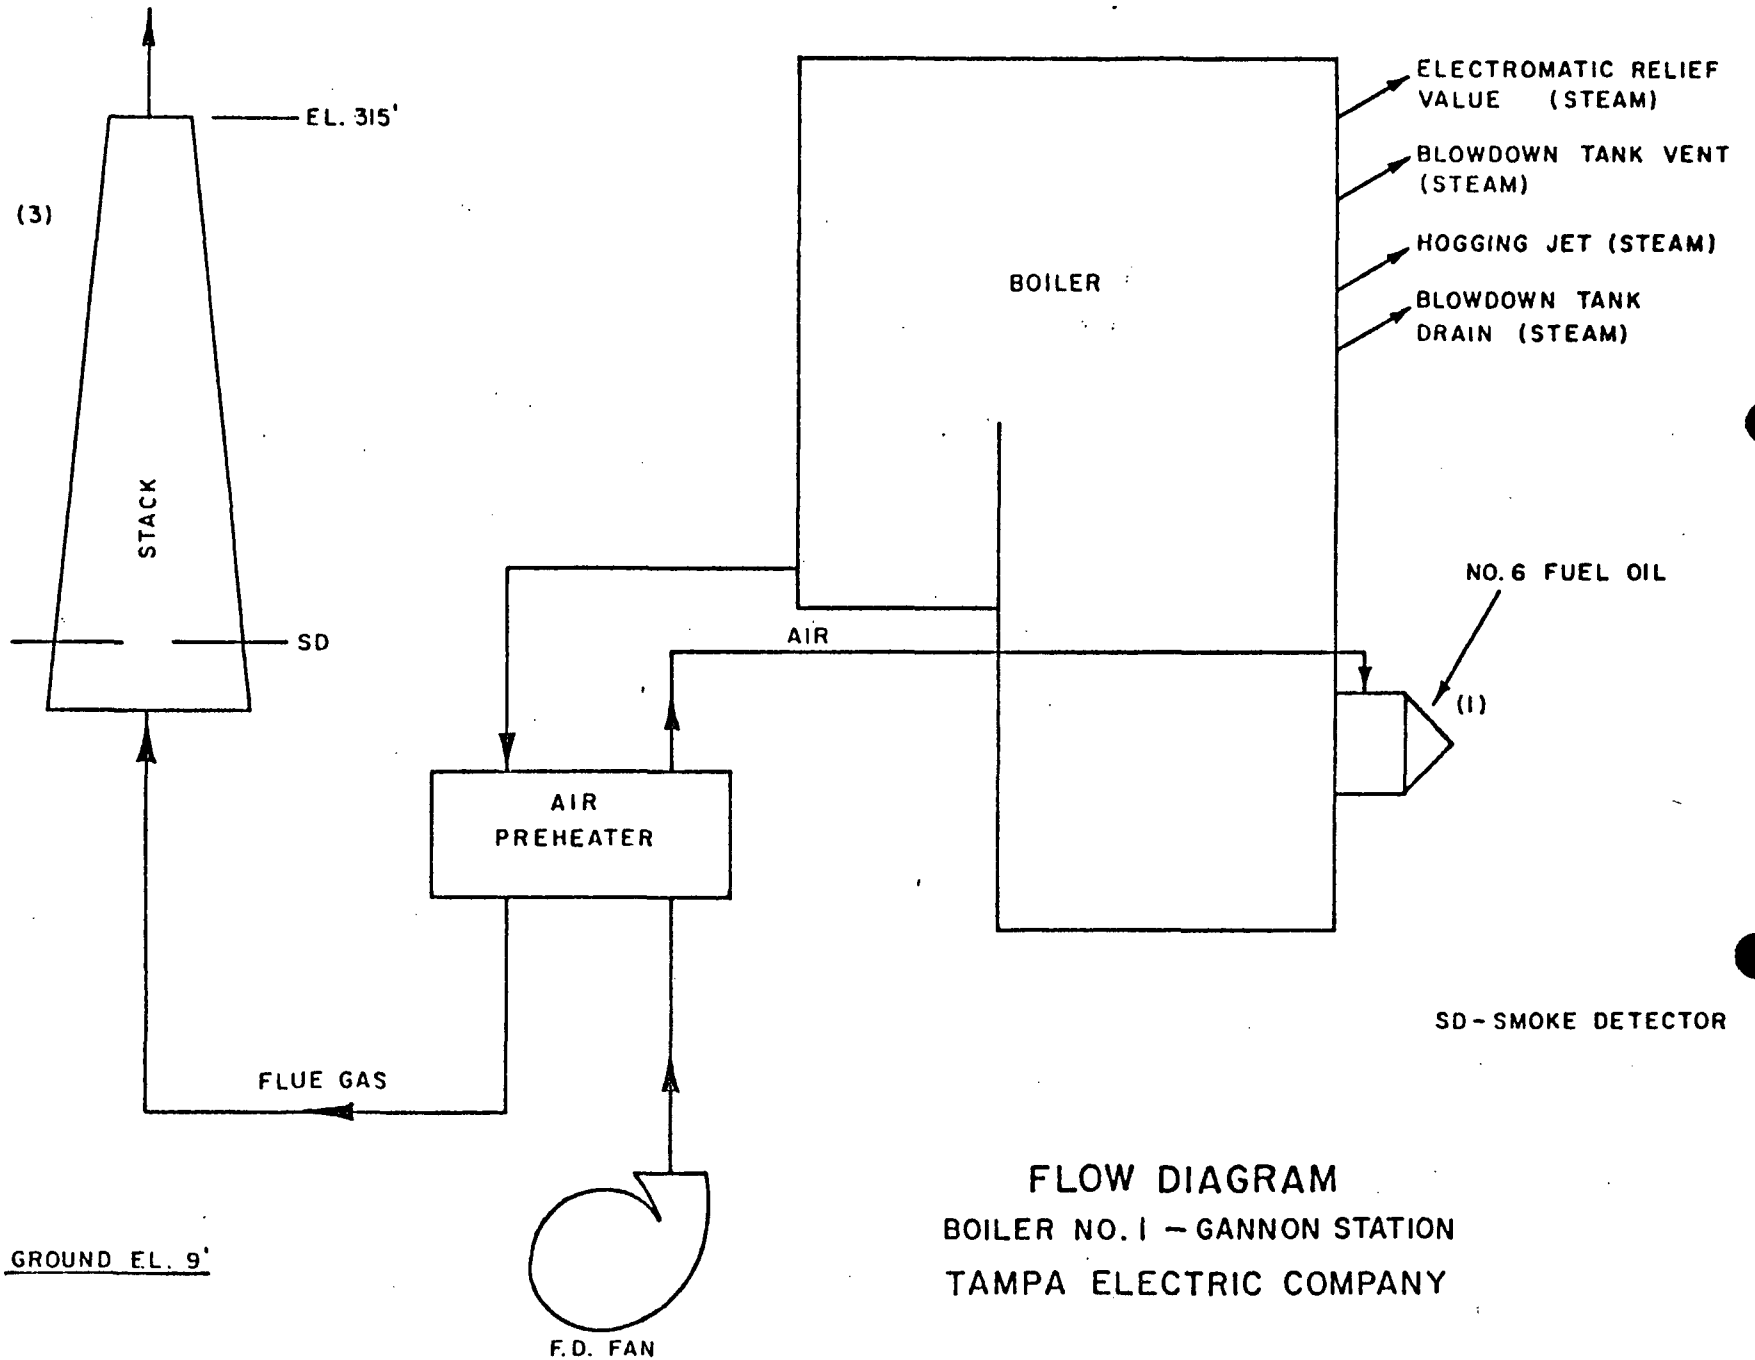 EL. 315'
(3)
STACK
SD
ELECTROMATIC RELIEF
VALUE (STEAM)
BLOWDOWN TANK VENT
(STEAM)
HOGGING JET (STEAM)
BLOWDOWN TANK
DRAIN (STEAM)
BOILER
NO. 6 FUEL OIL
(1)
AIR
AIR
PREHEATER
FLUE GAS
SD-SMOKE DETECTOR
GROUND EL. 9'
F.D. FAN
FLOW DIAGRAM
BOILER NO. 1 - GANNON STATION
TAMPA ELECTRIC COMPANY